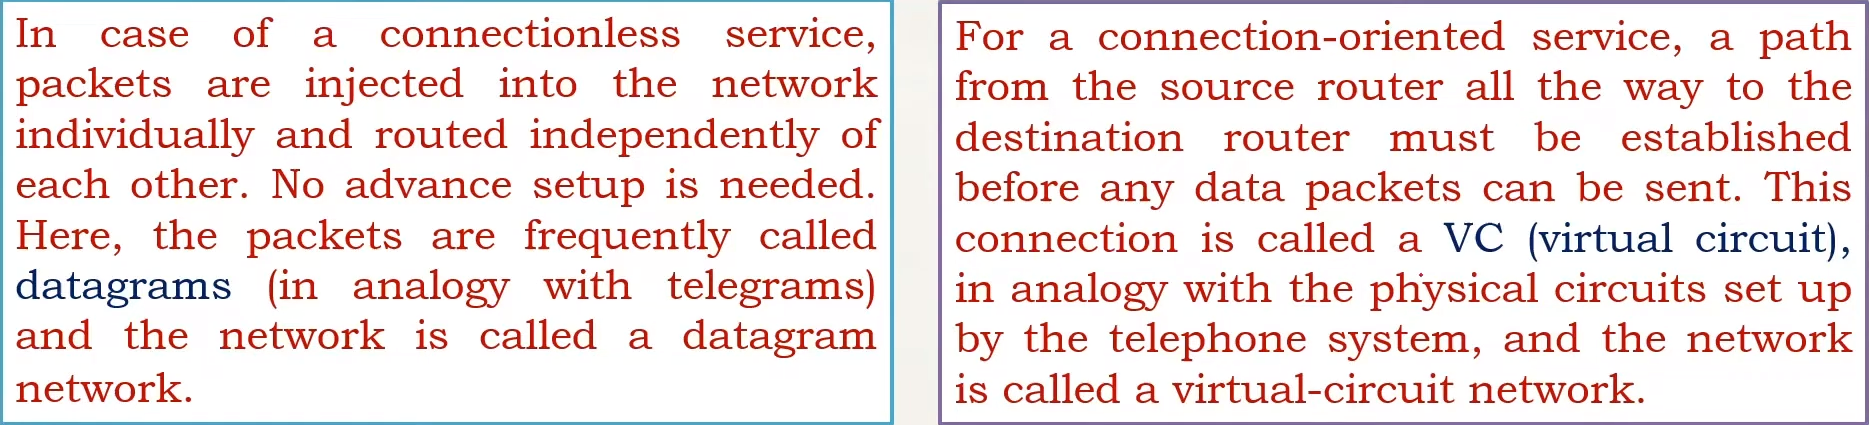 In case of a connectionless service,
packets are injected into the network
individually and routed independently of
each other. No advance setup is needed.
Here, the packets are frequently called
datagrams (in analogy with telegrams)
and the network is called a datagram
network.
For a connection-oriented service, a path
from the source router all the way to the
destination router must be established
before any data packets can be sent. This
connection is called a VC (virtual circuit),
in analogy with the physical circuits set up
by the telephone system, and the network
is called a virtual-circuit network.